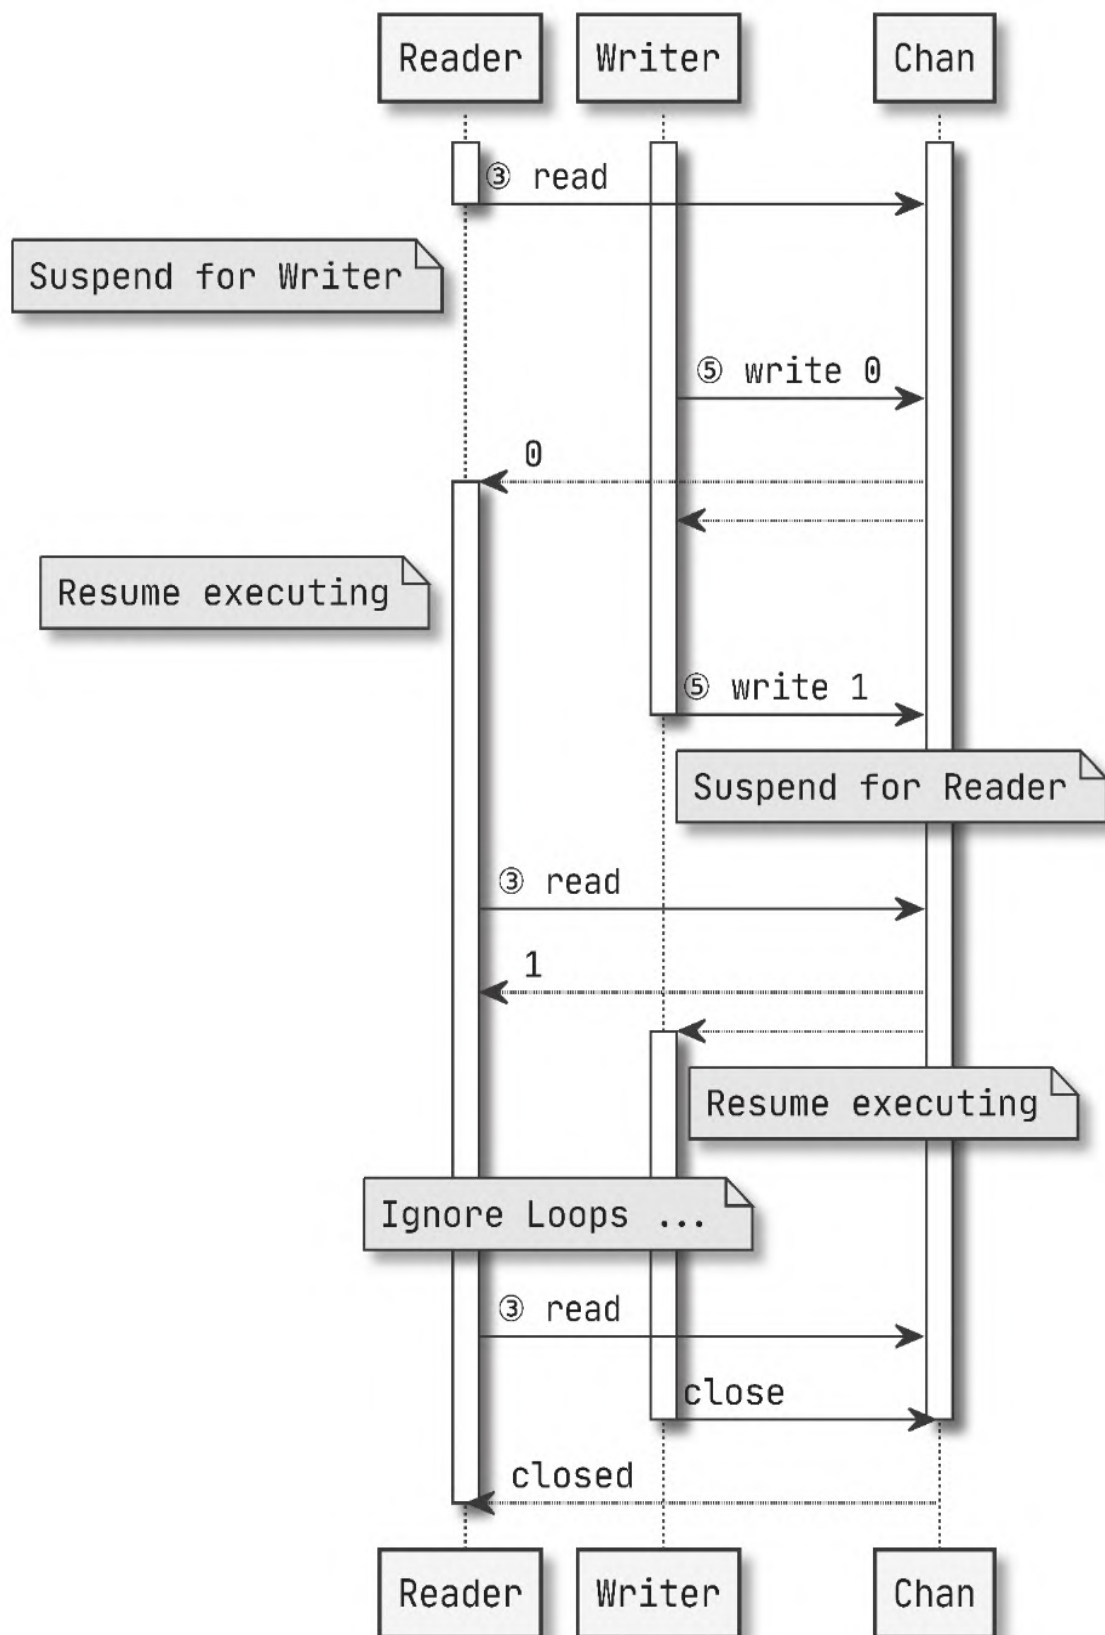 Reader Writer Chan
③ read
Suspend for Writer
⑤ write 0
0
Resume executing
⑤ write 1
Suspend for Reader
③ read
1
Resume executing
Ignore Loops ...
③ read
close
closed
Reader Writer Chan